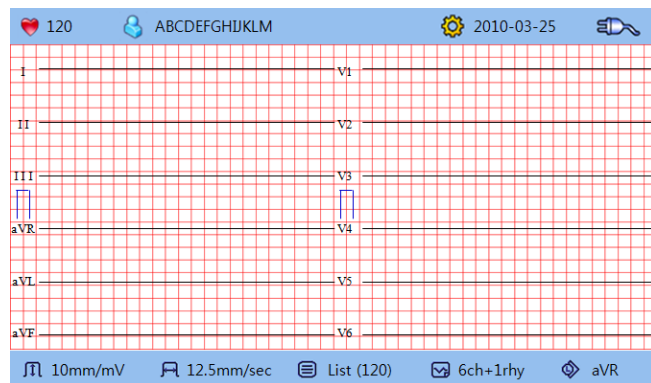 120 ABCDEFGHIJKLM 2010-03-25
I V1
II V2
III V3
aVR V4
aVL V5
aVF V6
10mm/mV 12.5mm/sec List (120) 6ch+1rhy aVR